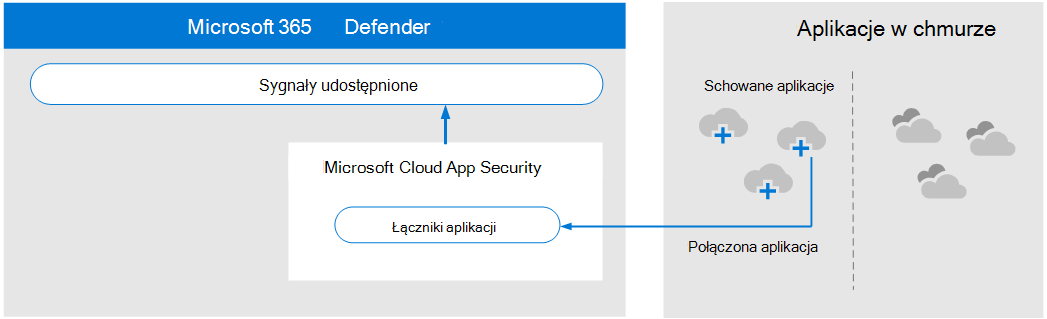 Microsoft 365 Defender
Sygnały udostępnione
Microsoft Cloud App Security
Łączniki aplikacji
Aplikacje w chmurze
Schowane aplikacje
Połączona aplikacja